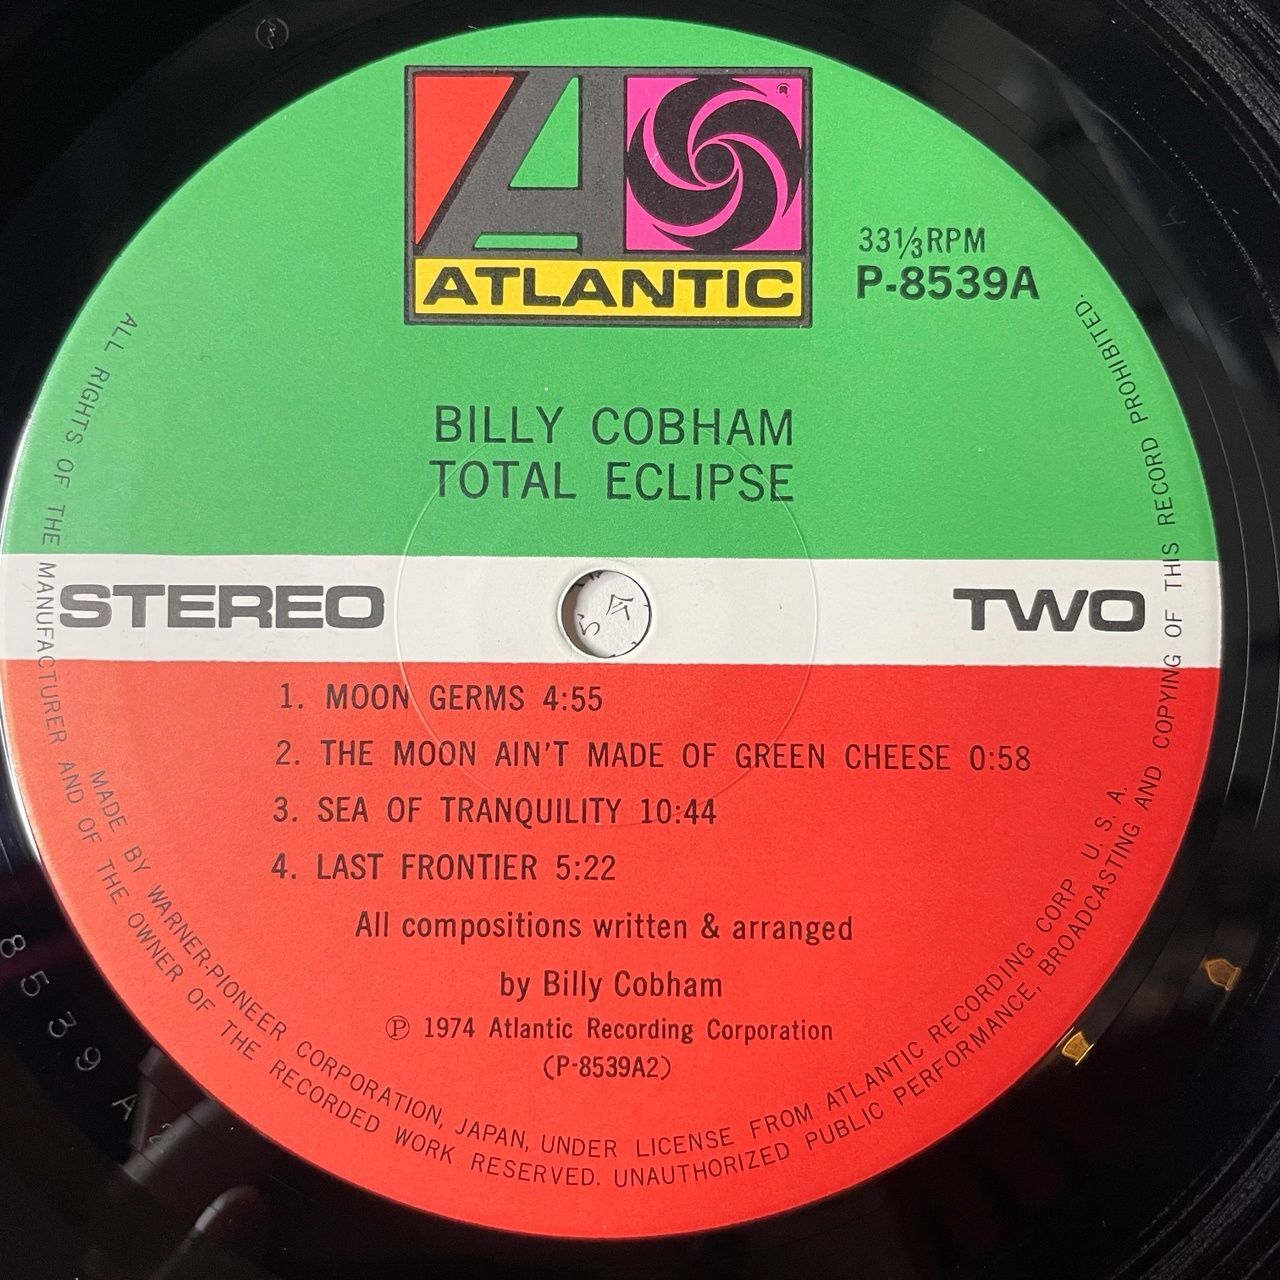 ATLANTIC
33⅓RPM
P-8539A
BILLY COBHAM
TOTAL ECLIPSE
STEREO
TWO
1. MOON GERMS 4:55
2. THE MOON AIN'T MADE OF GREEN CHEESE 0:58
3. SEA OF TRANQUILITY 10:44
4. LAST FRONTIER 5:22
All compositions written & arranged
by Billy Cobham
Ⓟ 1974 Atlantic Recording Corporation
(P-8539A2)
MADE BY WARNER-PIONEER CORPORATION, JAPAN, UNDER LICENSE FROM ATLANTIC RECORDING CORP. U. S. A.
ALL RIGHTS OF THE MANUFACTURER AND OF THE OWNER OF THE RECORDED WORK RESERVED. UNAUTHORIZED PUBLIC PERFORMANCE, BROADCASTING AND COPYING OF THIS RECORD PROHIBITED.
8539 A 2